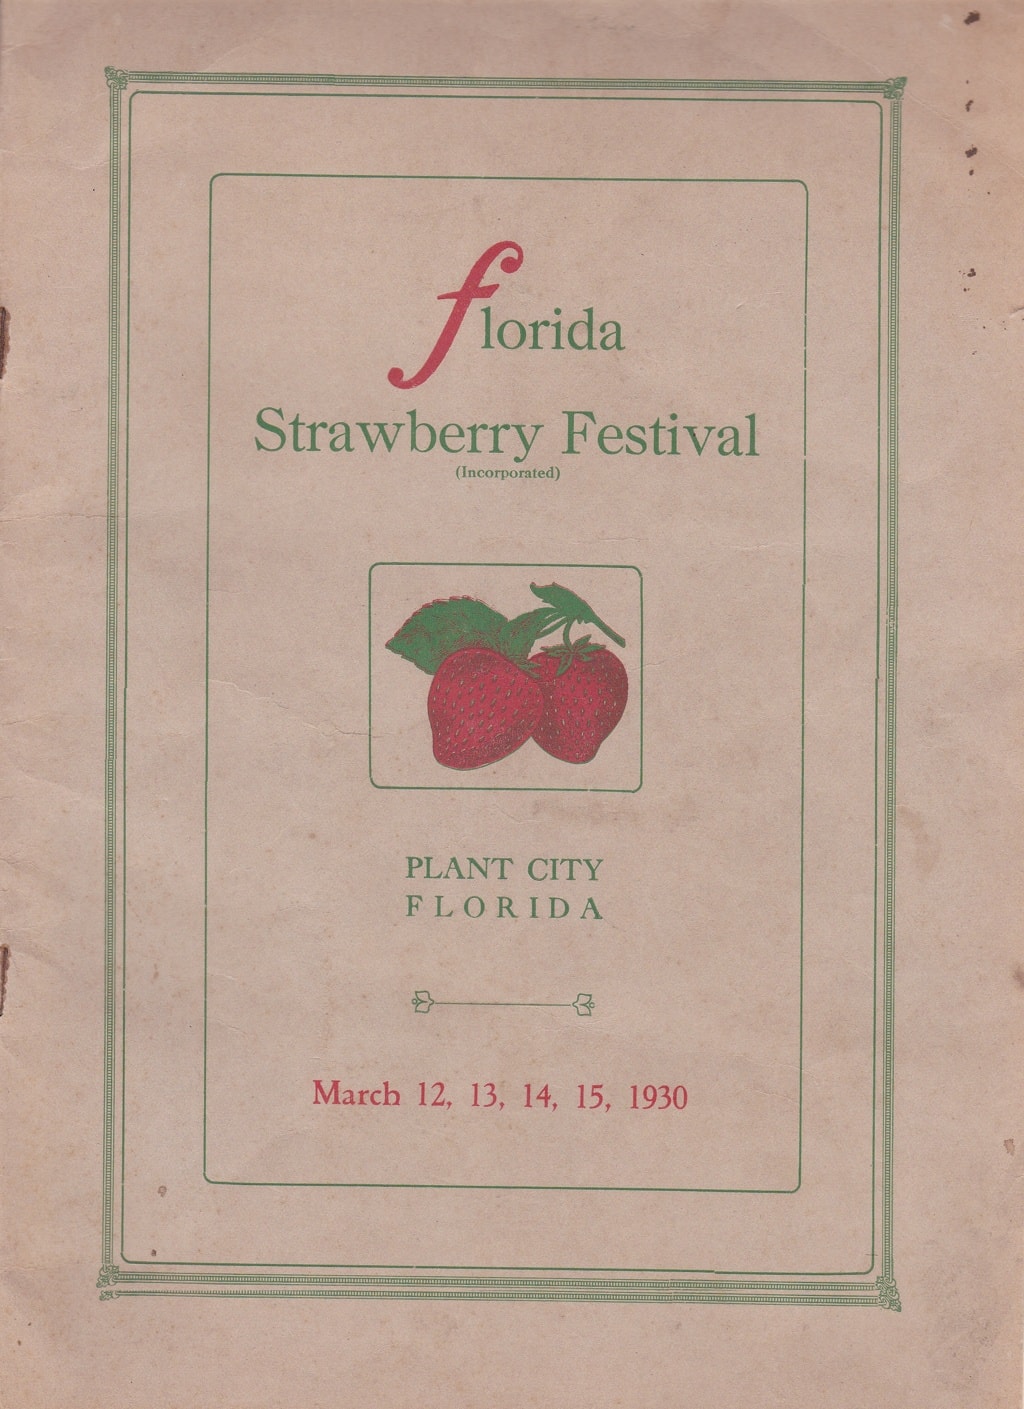 florida
Strawberry Festival
(Incorporated)
PLANT CITY
FLORIDA
March 12, 13, 14, 15, 1930